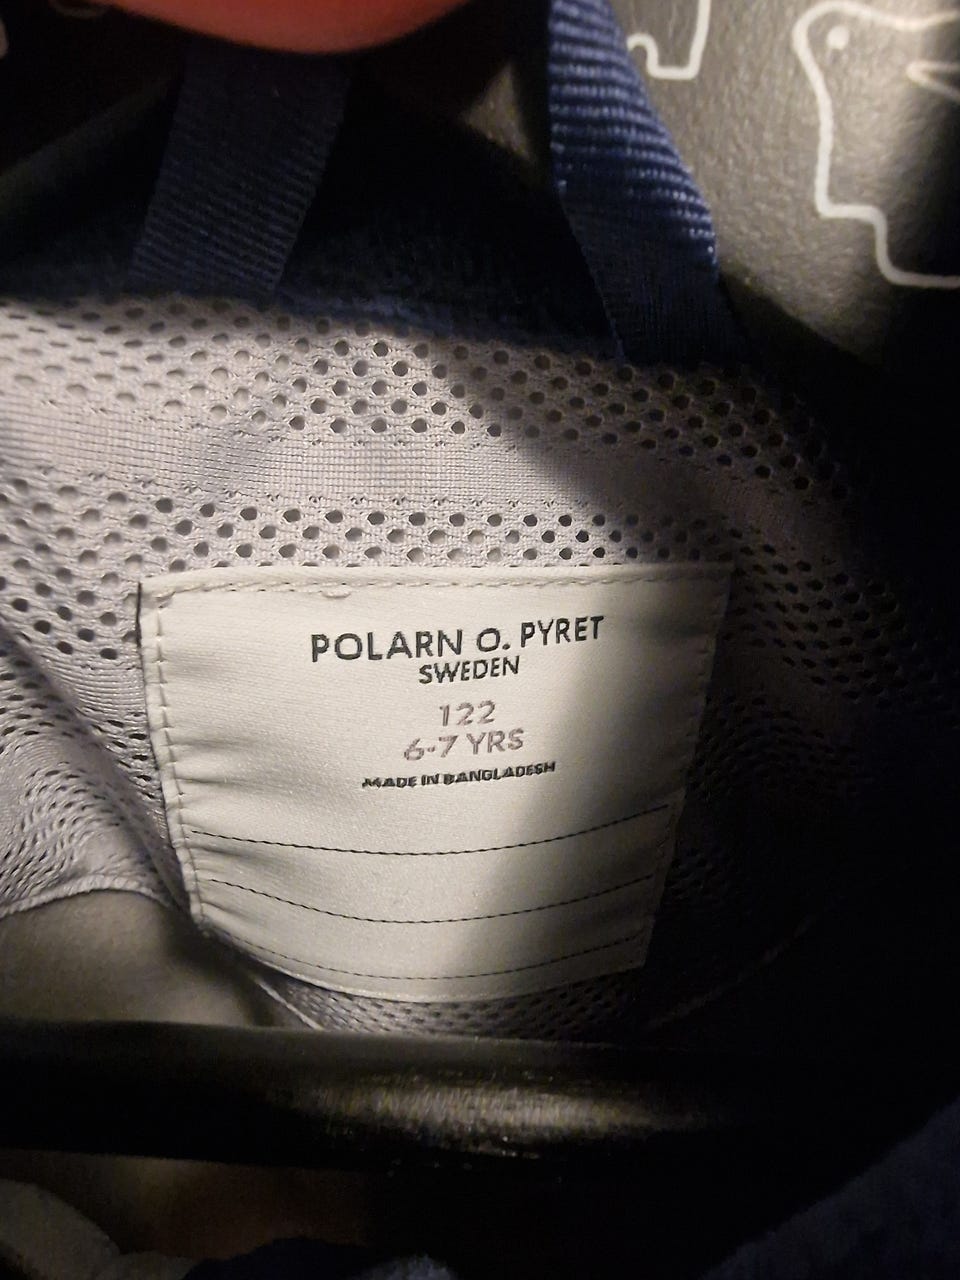 POLARN O. PYRET
SWEDEN
122
6-7 YRS
MADE IN BANGLADESH